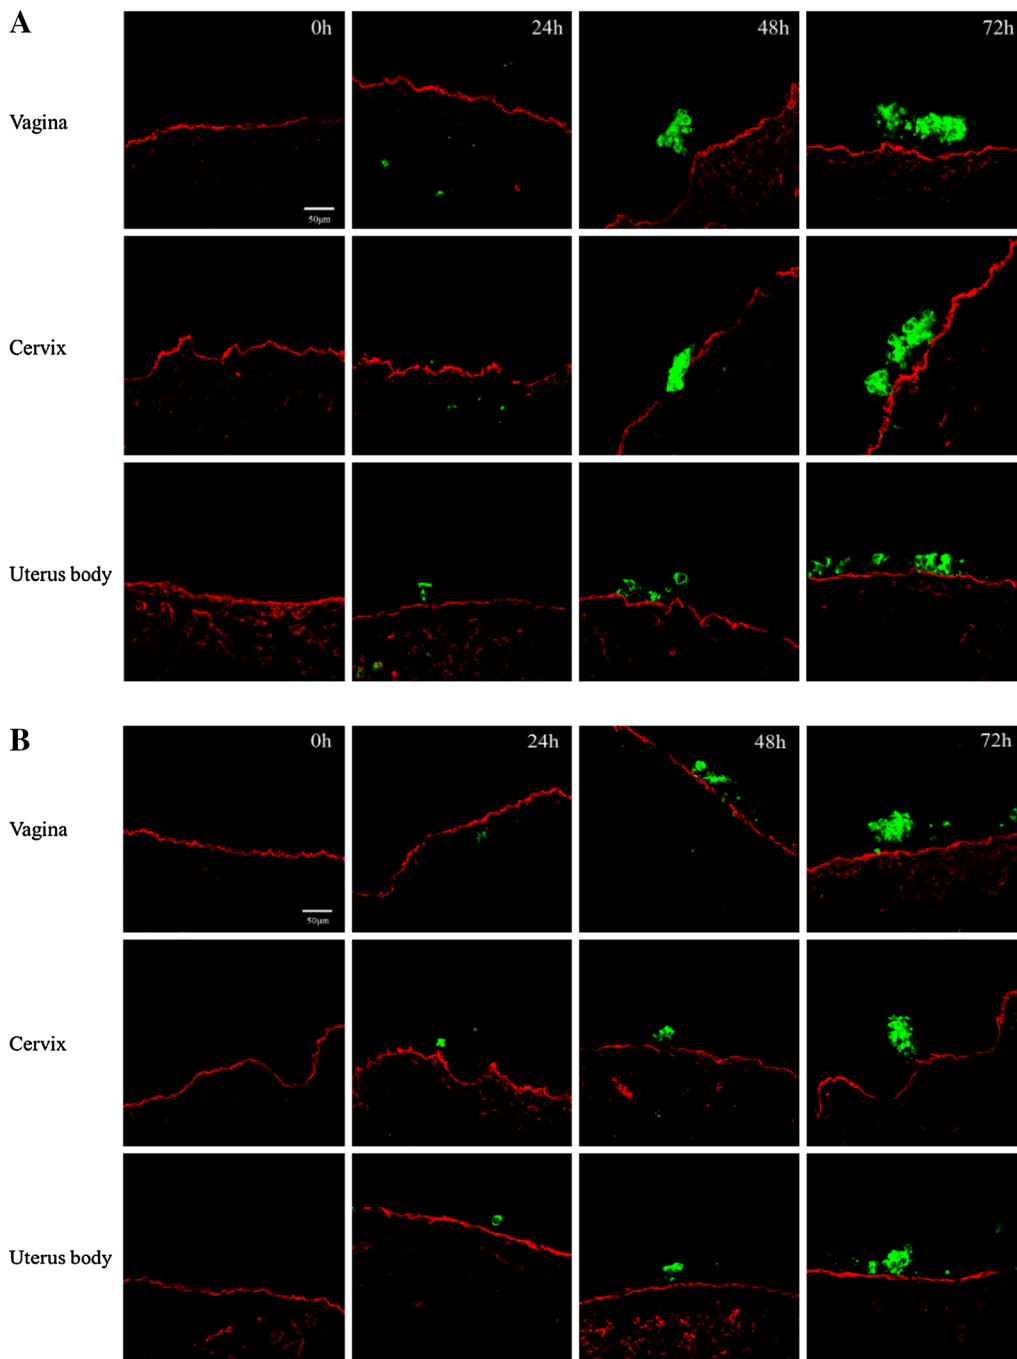 A
0h
24h
48h
72h
Vagina
50μm
Cervix
Uterus body
B
0h
24h
48h
72h
Vagina
50μm
Cervix
Uterus body